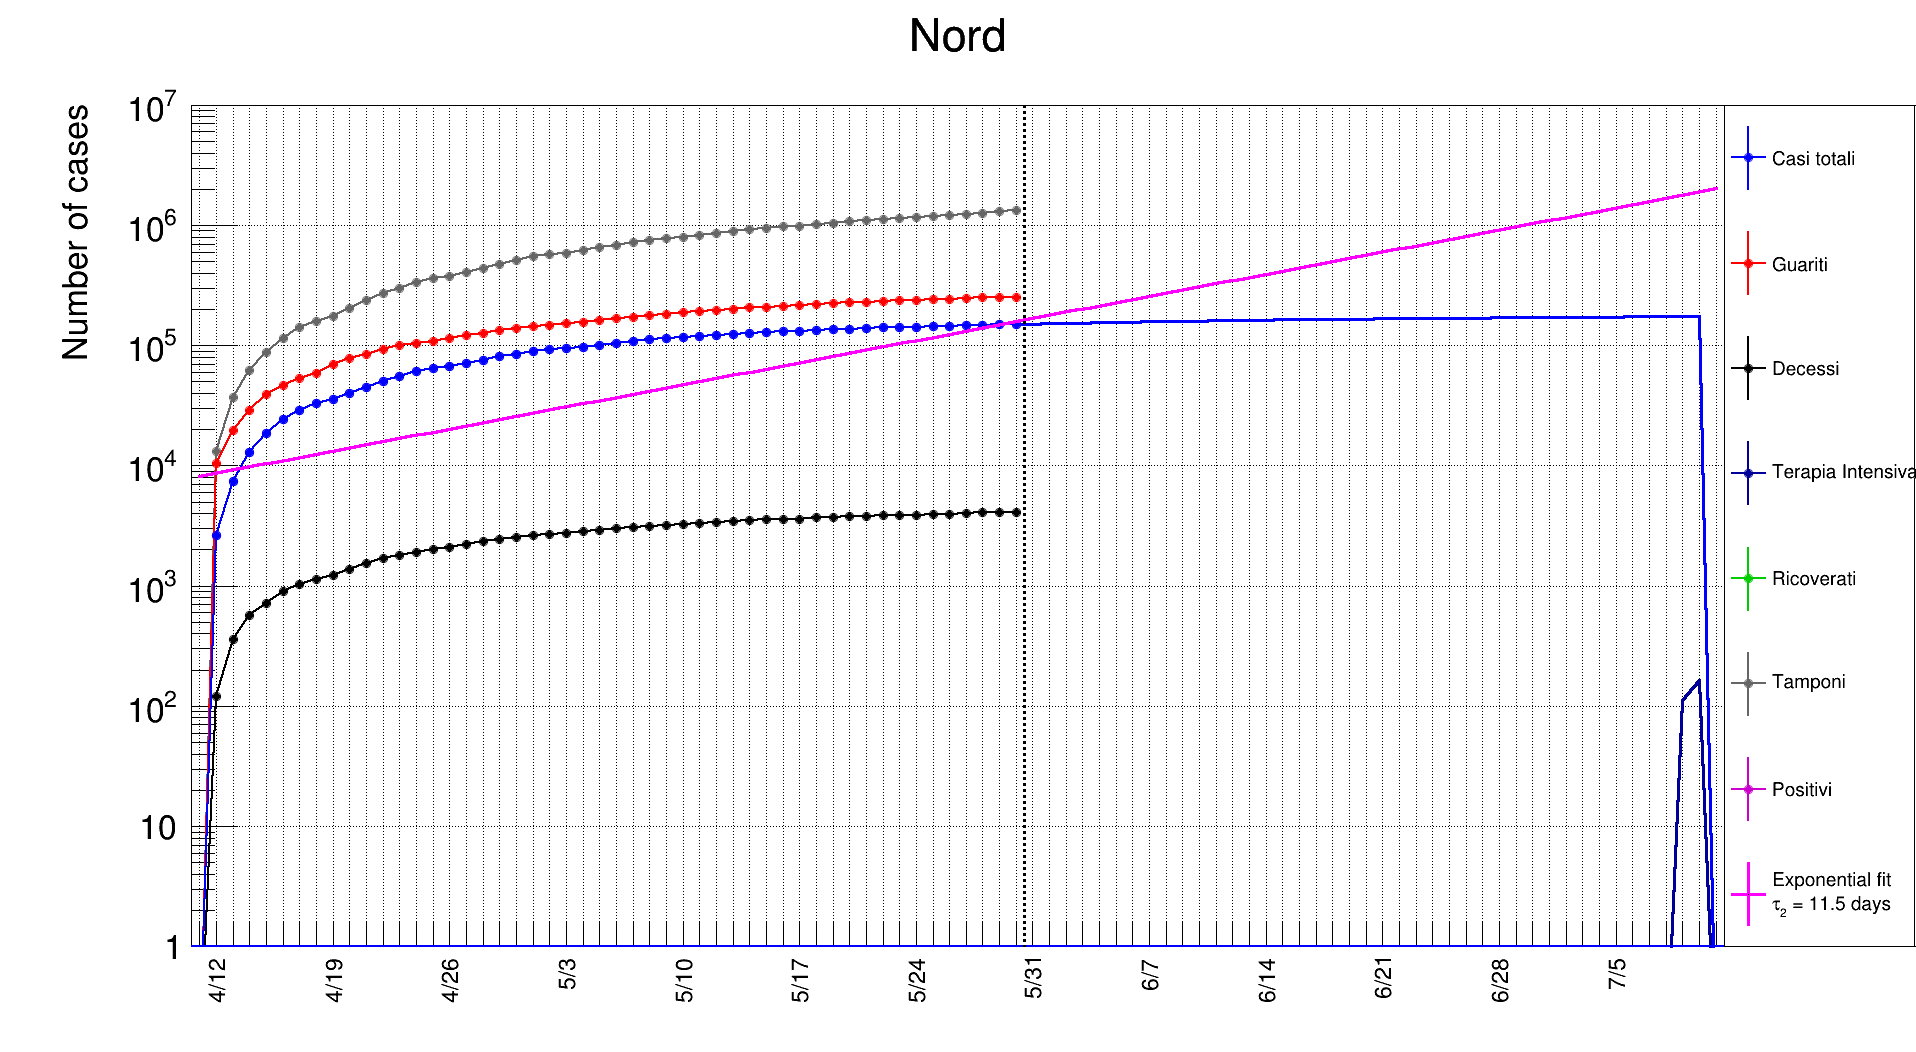 Nord
Number of cases
10^7
10^6
10^5
10^4
10^3
10^2
10
1
4/12
4/19
4/26
5/3
5/10
5/17
5/24
5/31
6/7
6/14
6/21
6/28
7/5
Casi totali
Guariti
Decessi
Terapia Intensiva
Ricoverati
Tamponi
Positivi
Exponential fit
τ₂ = 11.5 days